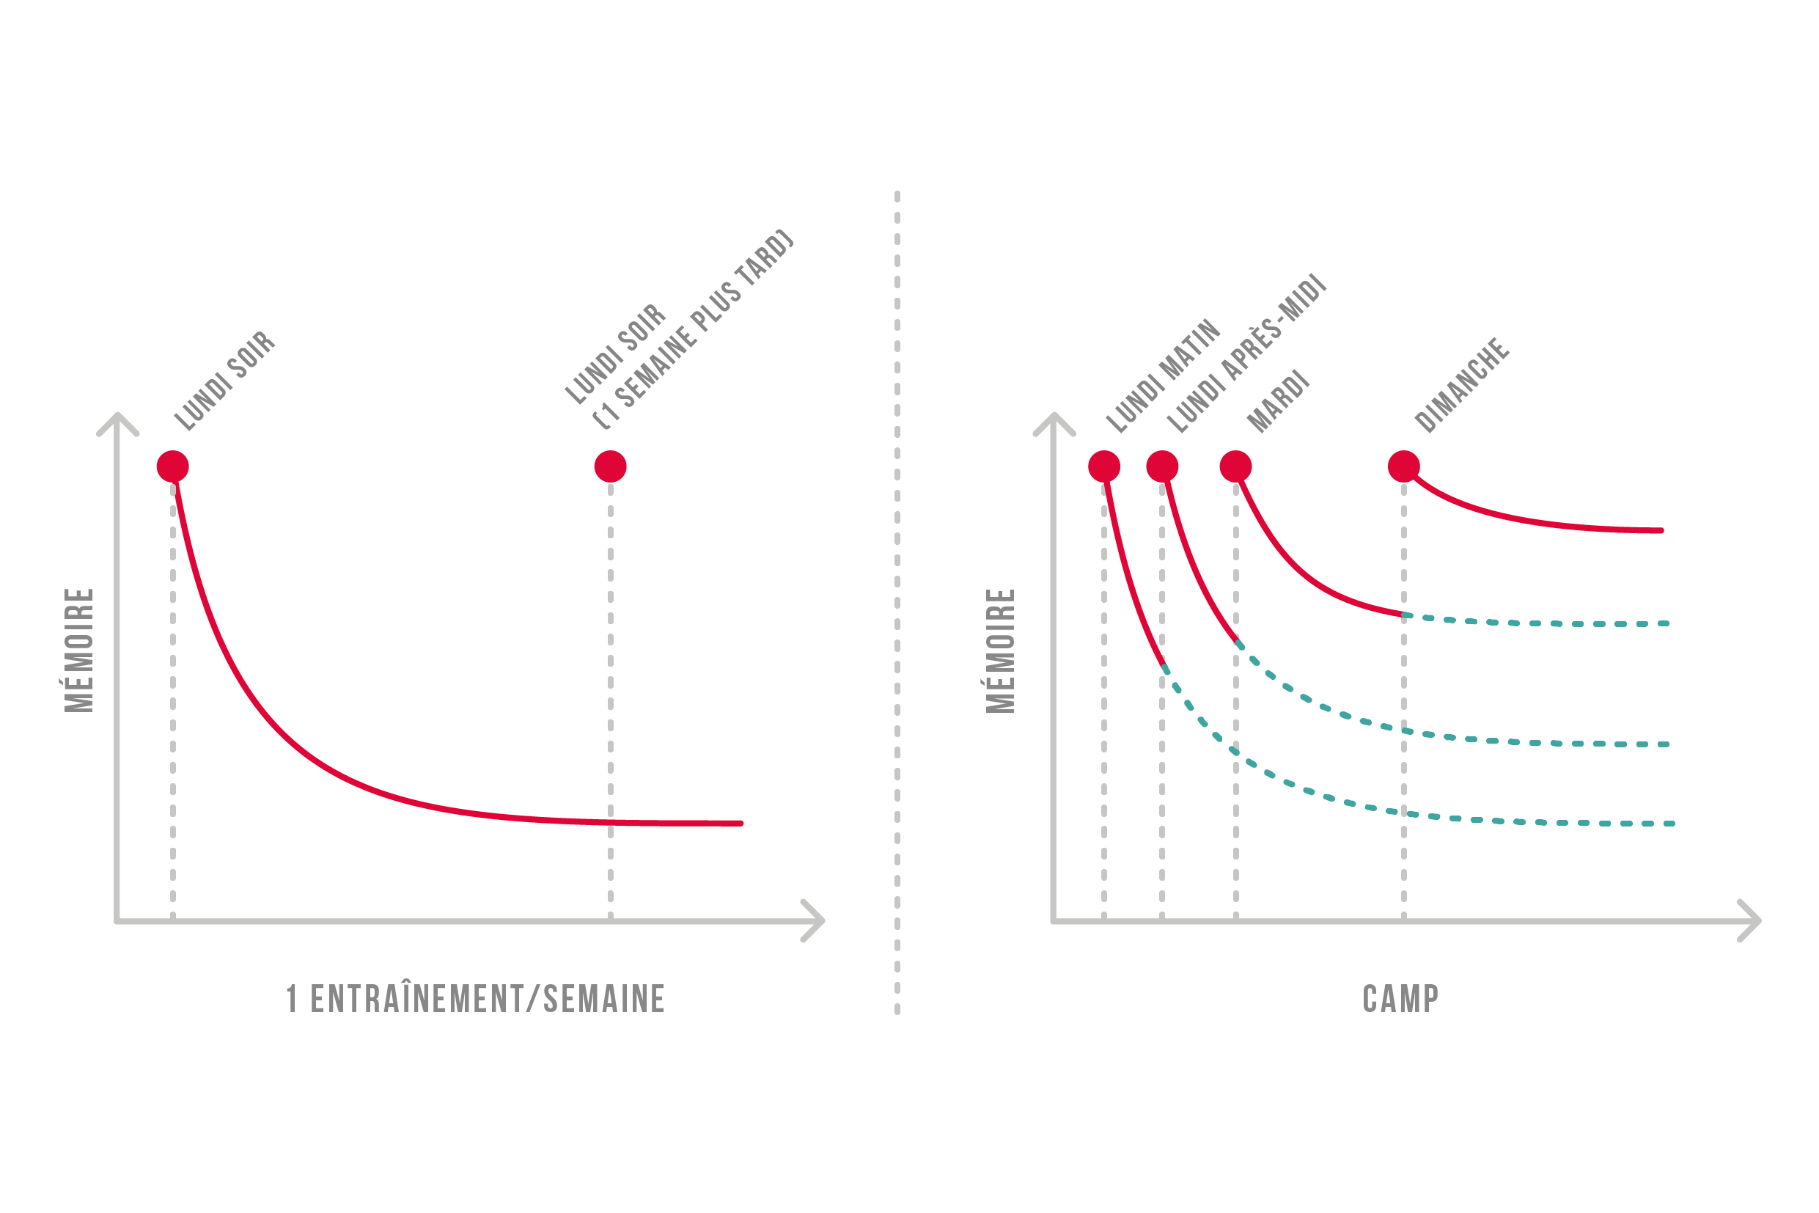 LUNDI SOIR
LUNDI SOIR
(1 SEMAINE PLUS TARD)
MÉMOIRE
1 ENTRAÎNEMENT/SEMAINE
LUNDI MATIN
LUNDI APRÈS-MIDI
MARDI
DIMANCHE
MÉMOIRE
CAMP